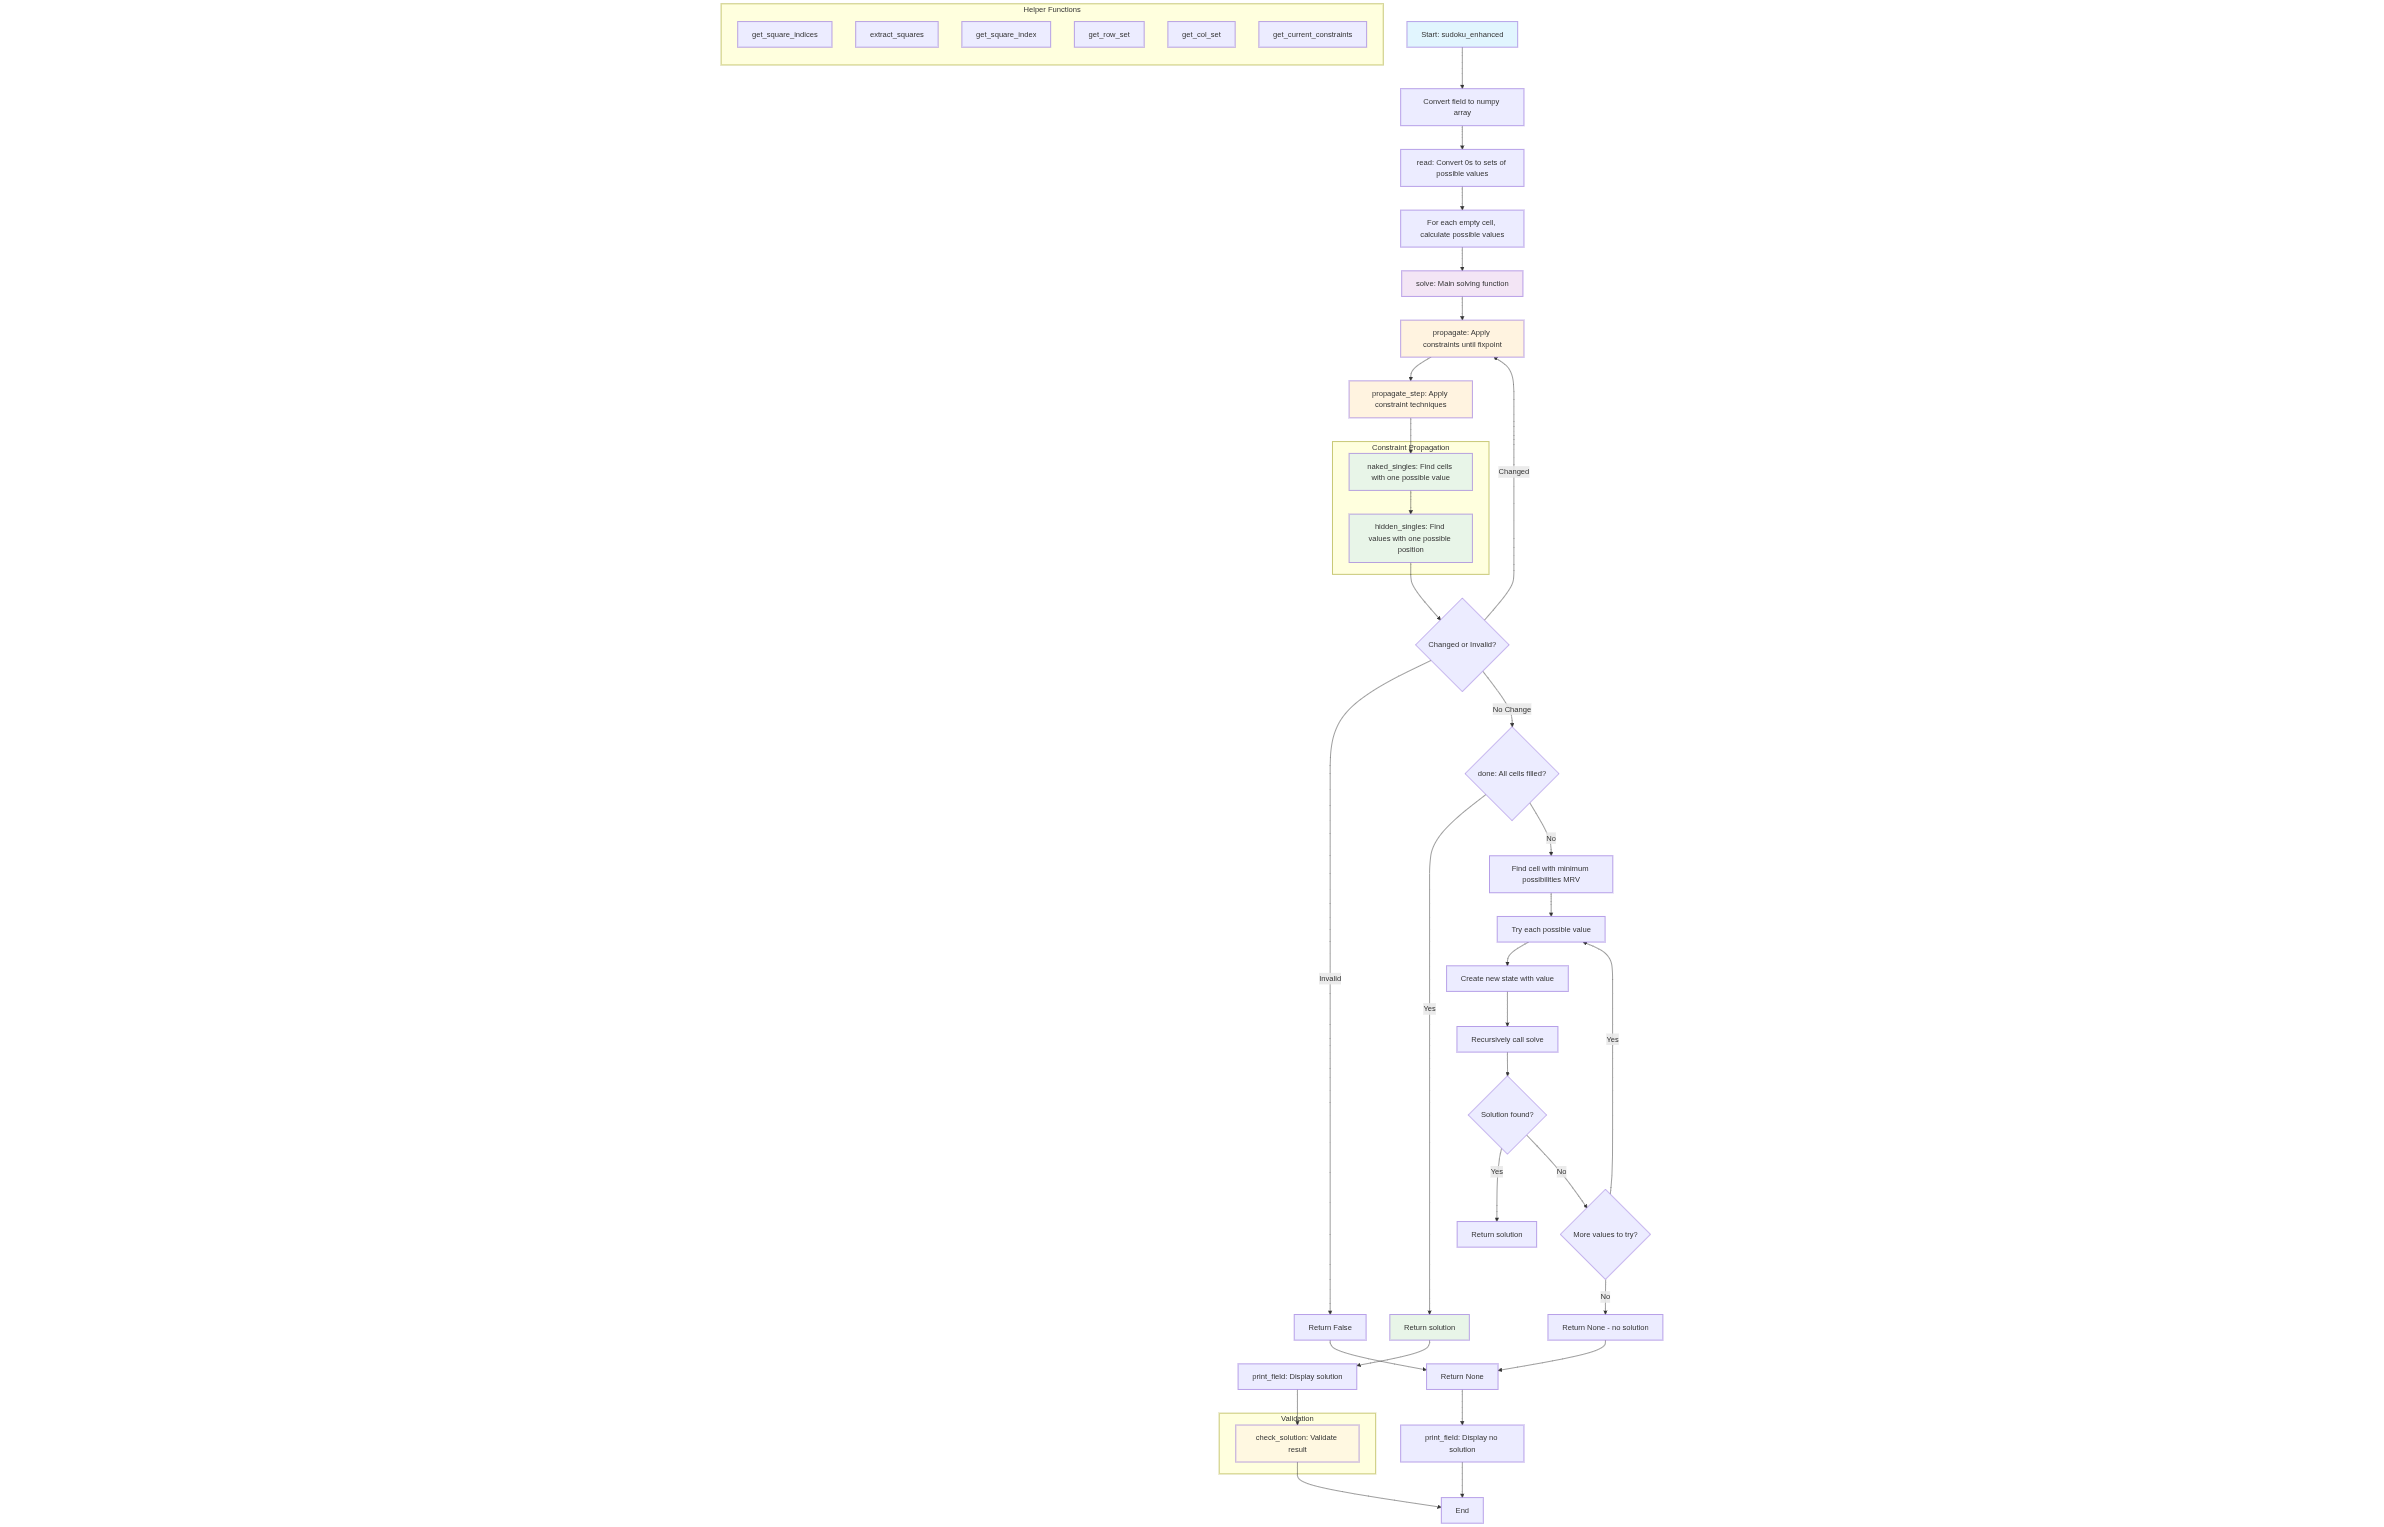 Helper Functions
get_square_indices
extract_squares
get_square_index
get_row_set
get_col_set
get_current_constraints
Start: sudoku_enhanced
Convert field to numpy
array
read: Convert 0s to sets of
possible values
For each empty cell,
calculate possible values
solve: Main solving function
propagate: Apply
constraints until fixpoint
propagate_step: Apply
constraint techniques
Constraint Propagation
naked_singles: Find cells
with one possible value
Changed
hidden_singles: Find
values with one possible
position
Changed or Invalid?
No Change
done: All cells filled?
No
Find cell with minimum
possibilities MRV
Try each possible value
Invalid
Create new state with value
Yes
Recursively call solve
Yes
Solution found?
Yes
No
Return solution
More values to try?
No
Return False
Return solution
Return None - no solution
print_field: Display solution
Return None
Validation
check_solution: Validate
result
print_field: Display no
solution
End